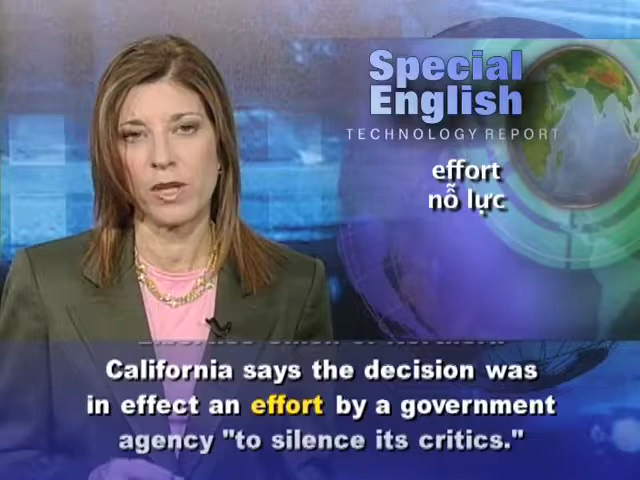 Special
English
TECHNOLOGY REPORT
effort
nỗ lực
California says the decision was
in effect an effort by a government
agency "to silence its critics."